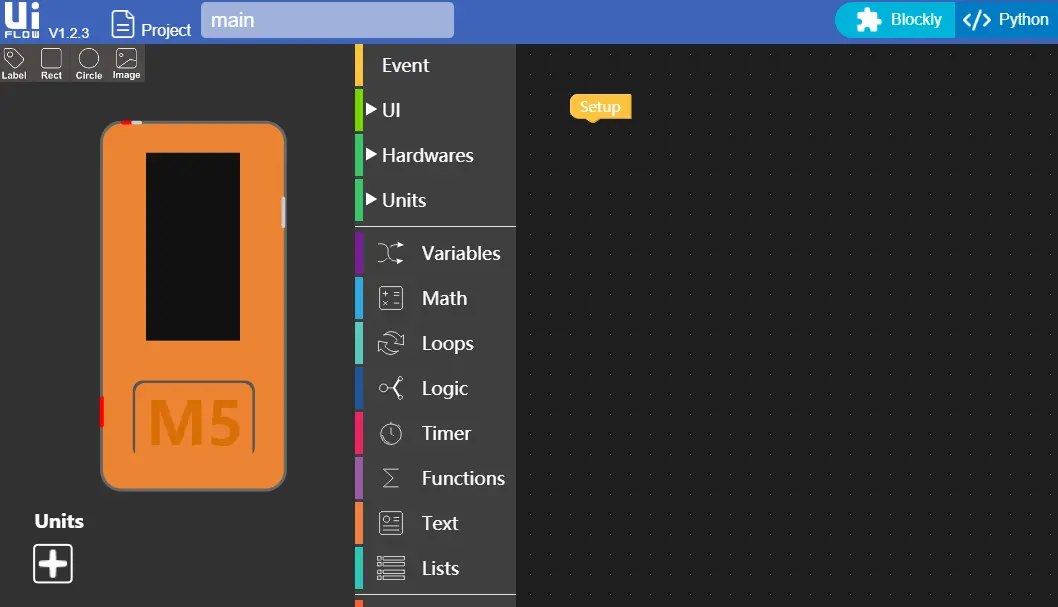 Ui
FLOW V1.2.3
Project
main
Blockly
</> Python
Label Rect Circle Image
M5
Units
Event
UI
Hardwares
Units
Variables
Math
Loops
Logic
Timer
Functions
Text
Lists
Setup